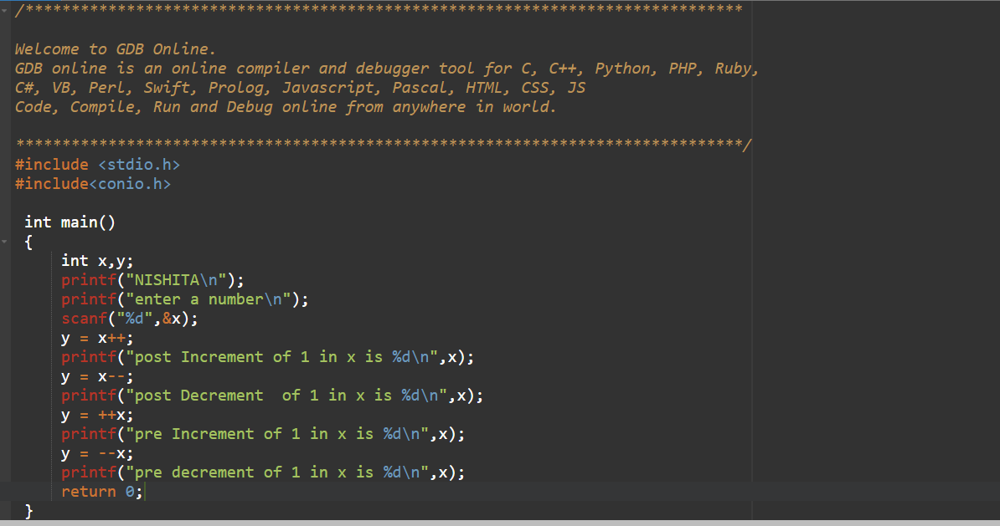 /******************************************************************************
Welcome to GDB Online.
GDB online is an online compiler and debugger tool for C, C++, Python, PHP, Ruby,
C#, VB, Perl, Swift, Prolog, Javascript, Pascal, HTML, CSS, JS
Code, Compile, Run and Debug online from anywhere in world.
*******************************************************************************/
#include <stdio.h>
#include<conio.h>
int main()
{
int x,y;
printf("NISHITA\n");
printf("enter a number\n");
scanf("%d",&x);
y = x++;
printf("post Increment of 1 in x is %d\n",x);
y = x--;
printf("post Decrement  of 1 in x is %d\n",x);
y = ++x;
printf("pre Increment of 1 in x is %d\n",x);
y = --x;
printf("pre decrement of 1 in x is %d\n",x);
return 0;
}